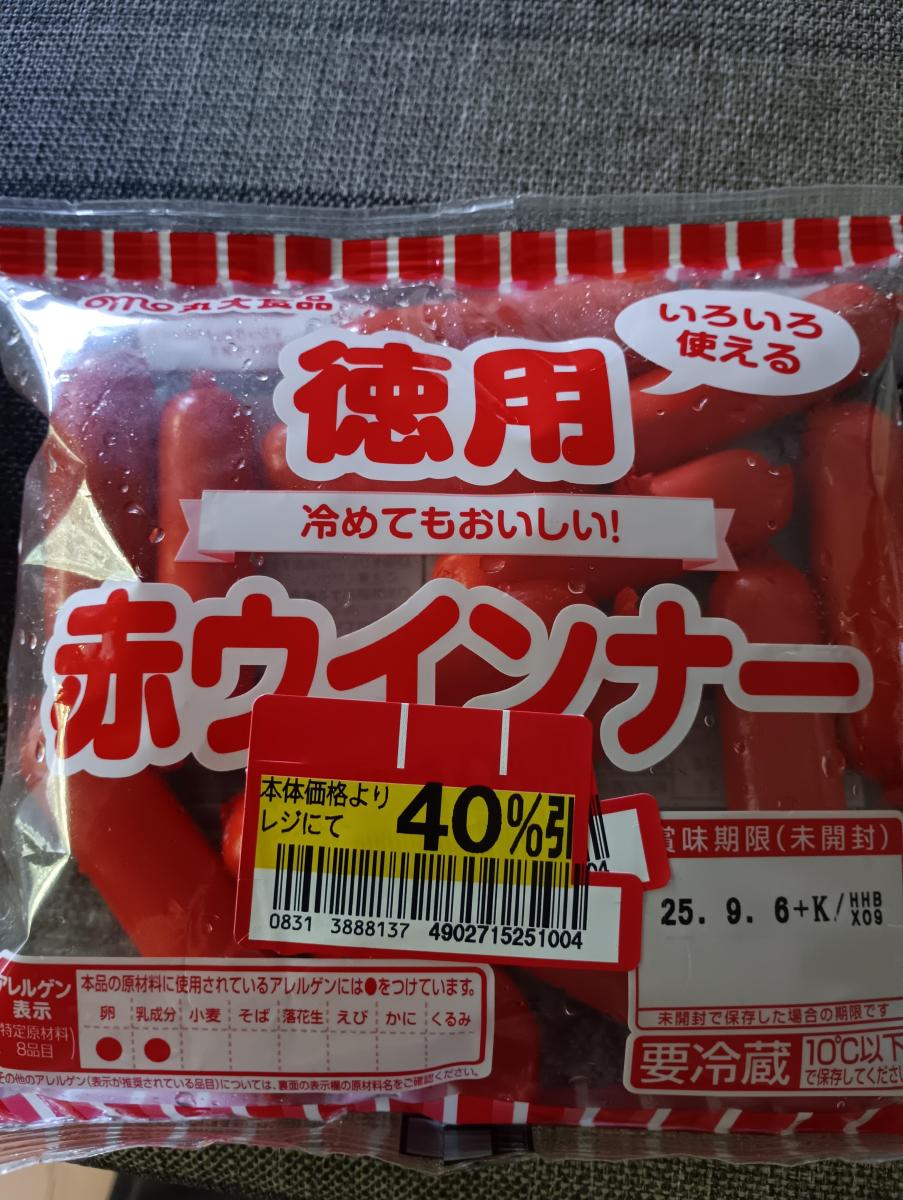 丸大食品
いろいろ
使える
徳用
冷めてもおいしい!
赤ウインナー
本体価格より
レジにて
40%引
04
0831 3888137 4902715251004
賞味期限(未開封)
25. 9. 6+K/HHB
X09
未開封で保存した場合の期限です
要冷蔵
10℃以下
で保存してくださ
アレルゲン
表示
(特定原材料)
8品目
本品の原材料に使用されているアレルゲンには●をつけています。
卵 乳成分 小麦 そば 落花生 えび かに くるみ
● ●
その他のアレルゲン(表示が推奨されている品目)については、裏面の表示欄の原材料名をご確認ください。